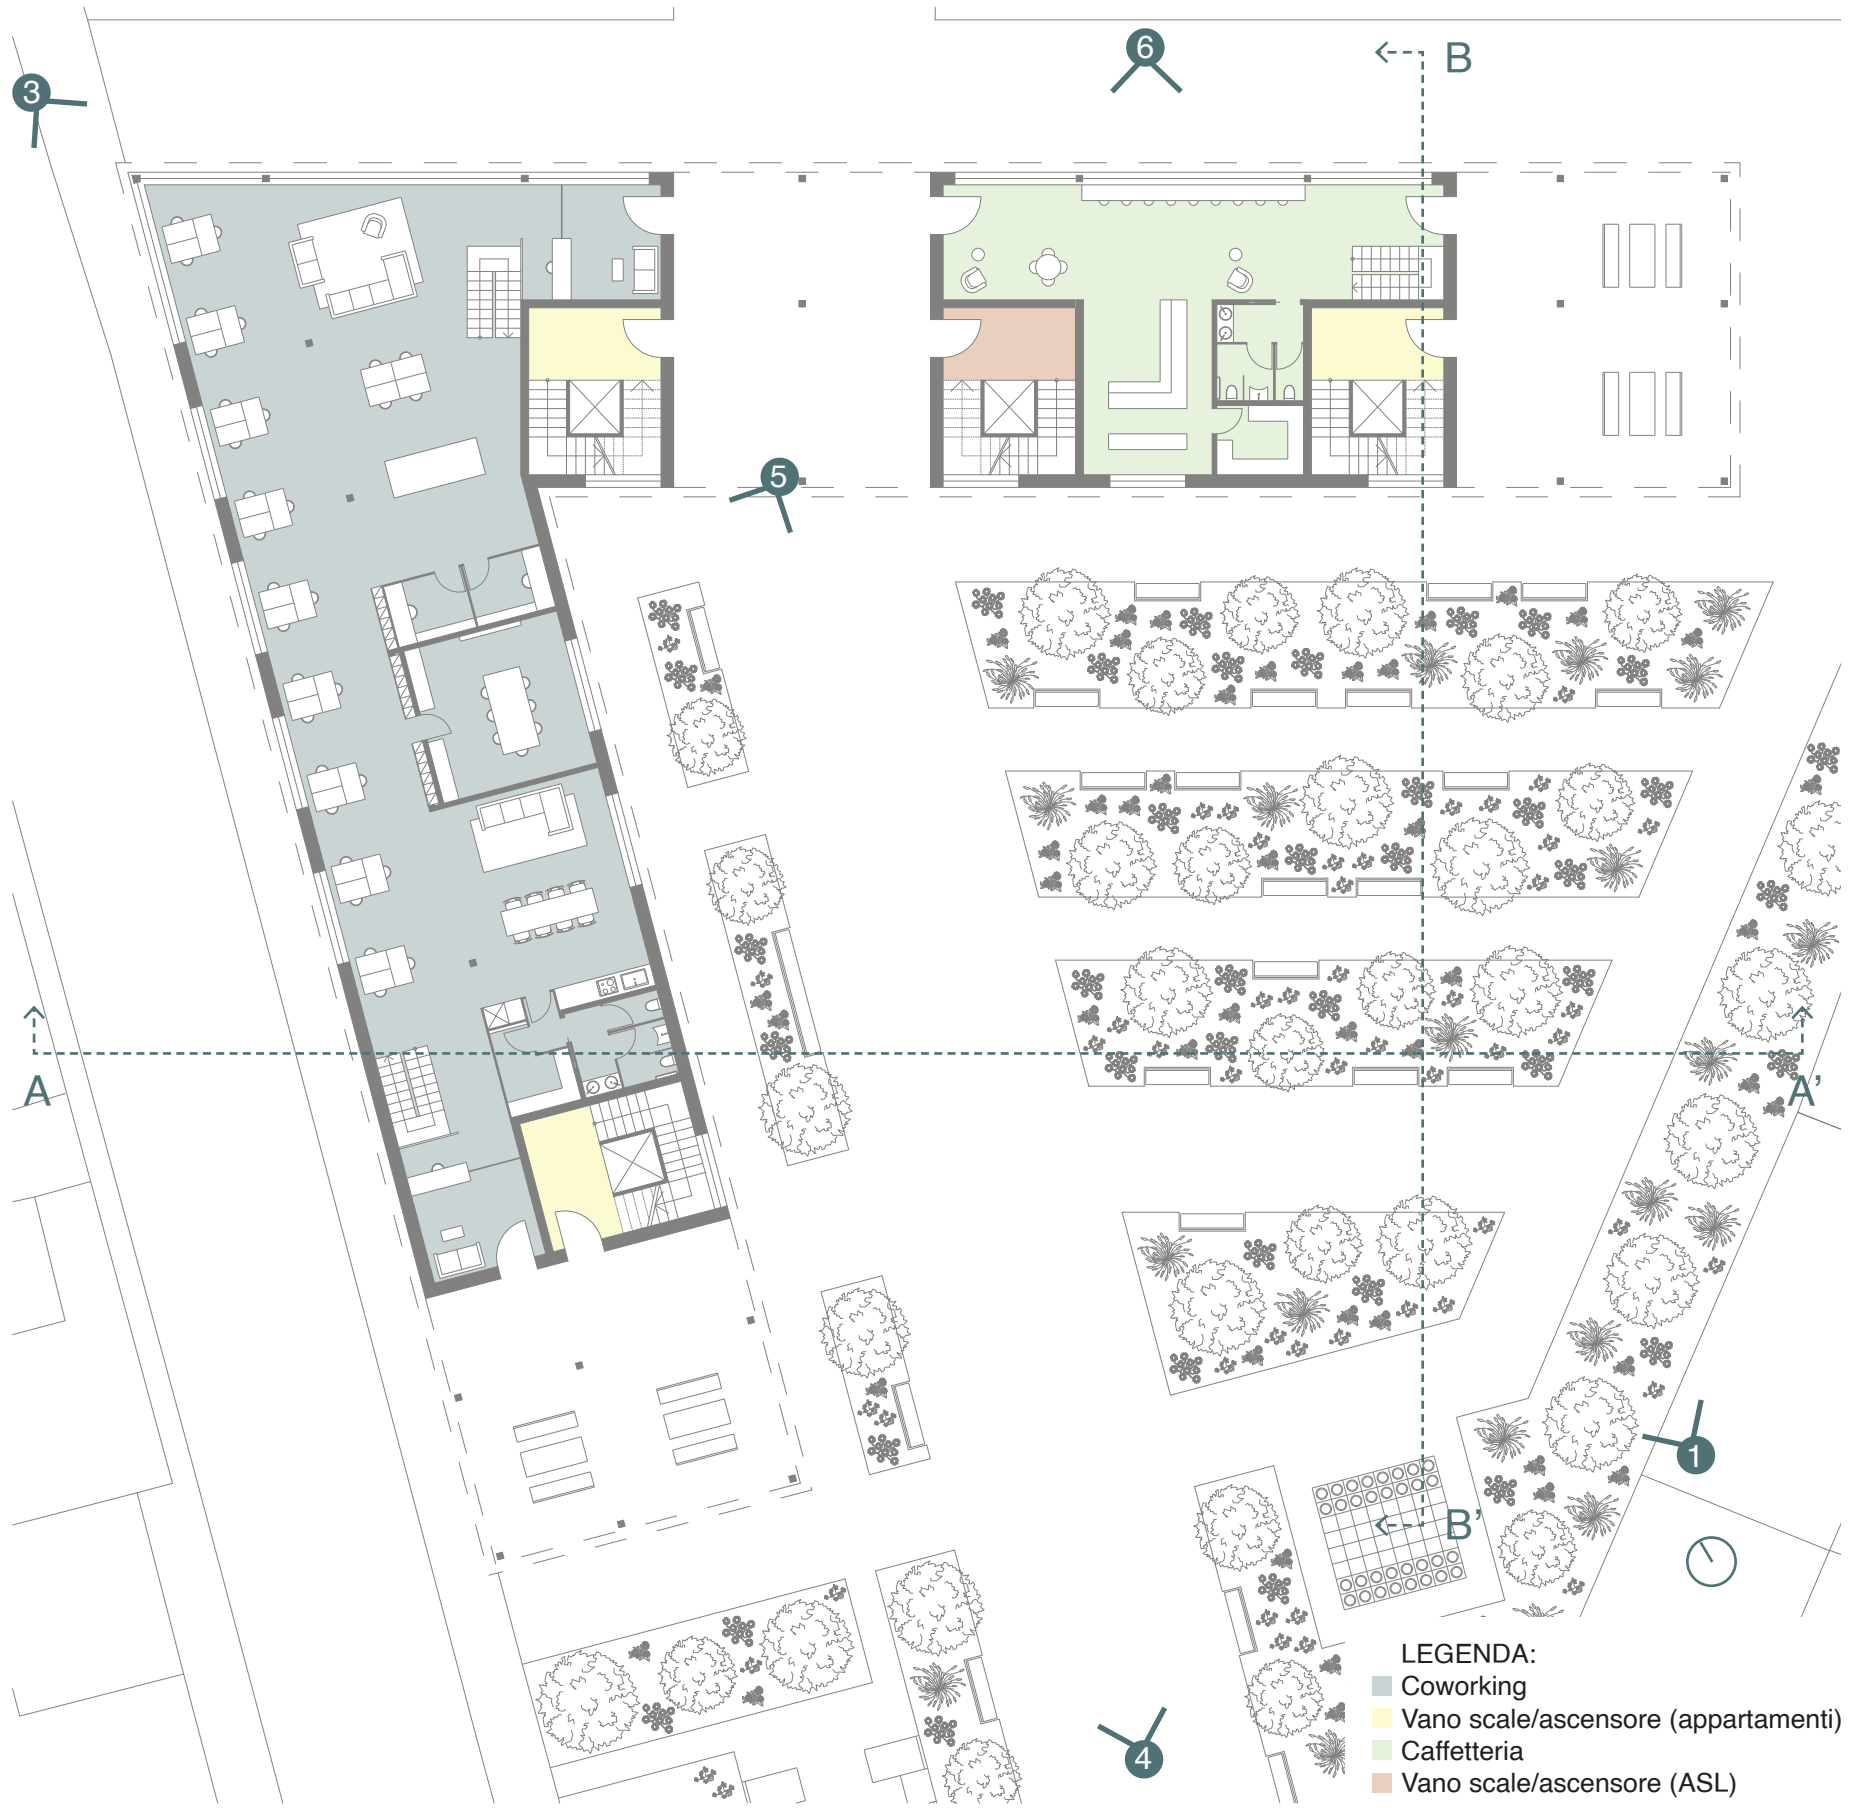 6
B
3
5
A
A’
1
B’
4
LEGENDA:
Coworking
Vano scale/ascensore (appartamenti)
Caffetteria
Vano scale/ascensore (ASL)